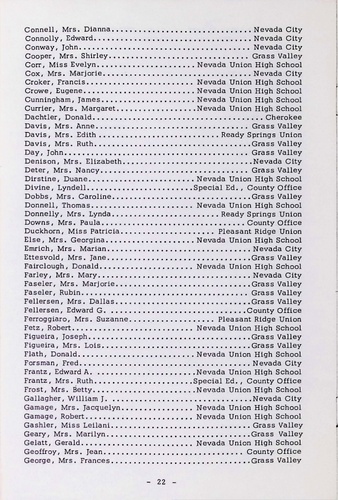 Connell, Mrs. Dianna................................Nevada City
Connolly, Edward................................Nevada City
Conway, John................................Nevada City
Cooper, Mrs. Shirley................................Grass Valley
Corr, Miss Evelyn....................Nevada Union High School
Cox, Mrs. Marjorie................................Nevada City
Croker, Francis....................Nevada Union High School
Crowe, Eugene....................Nevada Union High School
Cunningham, James....................Nevada Union High School
Currier, Mrs. Margaret....................Nevada Union High School
Dachtler, Donald................................Cherokee
Davis, Mrs. Anne................................Grass Valley
Davis, Mrs. Edith....................Ready Springs Union
Davis, Mrs. Ruth................................Grass Valley
Day, John................................Grass Valley
Denison, Mrs. Elizabeth................................Nevada City
Deter, Mrs. Nancy................................Grass Valley
Dirstine, Duane....................Nevada Union High School
Divine, Lyndell....................Special Ed., County Office
Dobbs, Mrs. Caroline................................Grass Valley
Donnell, Thomas....................Nevada Union High School
Donnelly, Mrs. Lynda....................Ready Springs Union
Downs, Mrs. Paula................................County Office
Duckhorn, Miss Patricia....................Pleasant Ridge Union
Else, Mrs. Georgina....................Nevada Union High School
Emrich, Mrs. Marian................................Nevada City
Ettesvold, Mrs. Jane................................Grass Valley
Fairclough, Donald....................Nevada Union High School
Farley, Mrs. Mary................................Nevada City
Faseler, Mrs. Marjorie................................Grass Valley
Faseler, Rubin................................Grass Valley
Fellersen, Mrs. Dallas................................Grass Valley
Fellersen, Edward G. ................................County Office
Ferroggiaro, Mrs. Suzanne....................Pleasant Ridge Union
Fetz, Robert....................Nevada Union High School
Figueira, Joseph................................Grass Valley
Figueira, Mrs. Lois................................Grass Valley
Flath, Donald....................Nevada Union High School
Forsman, Fred................................Nevada City
Frantz, Edward A. ....................Nevada Union High School
Frantz, Mrs. Ruth....................Special Ed., County Office
Frost, Mrs. Betty....................Nevada Union High School
Gallagher, William J. ................................Nevada City
Gamage, Mrs. Jacquelyn....................Nevada Union High School
Gamage, Robert....................Nevada Union High School
Gashler, Miss Leilani................................Grass Valley
Geary, Mrs. Marilyn................................Grass Valley
Gelatt, Gerald....................Nevada Union High School
Geoffroy, Mrs. Jean................................County Office
George, Mrs. Frances................................Grass Valley
- 22 -